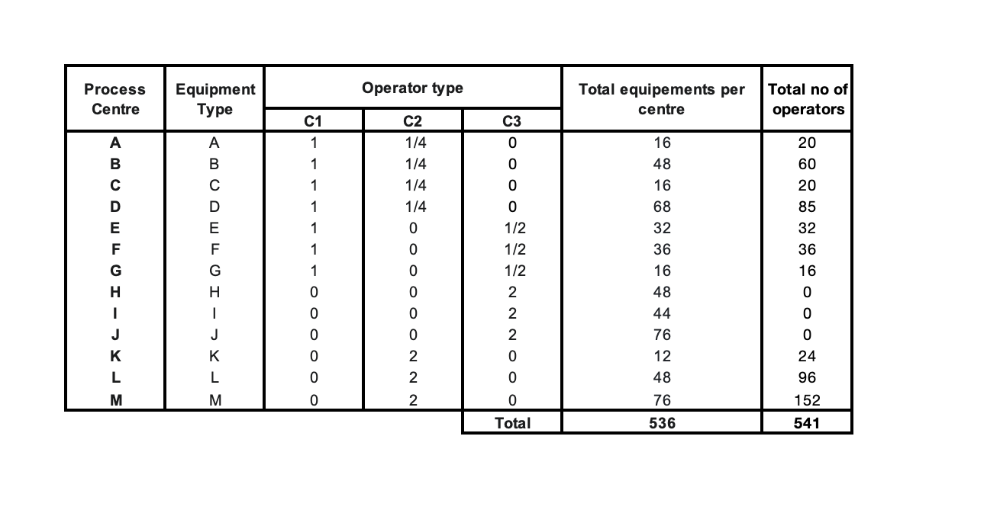 Process Centre Equipment Type Operator type Total equipements per centre Total no of operators
C1 C2 C3
A A 1 1/4 0 16 20
B B 1 1/4 0 48 60
C C 1 1/4 0 16 20
D D 1 1/4 0 68 85
E E 1 0 1/2 32 32
F F 1 0 1/2 36 36
G G 1 0 1/2 16 16
H H 0 0 2 48 0
I I 0 0 2 44 0
J J 0 0 2 76 0
K K 0 2 0 12 24
L L 0 2 0 48 96
M M 0 2 0 76 152
Total 536 541